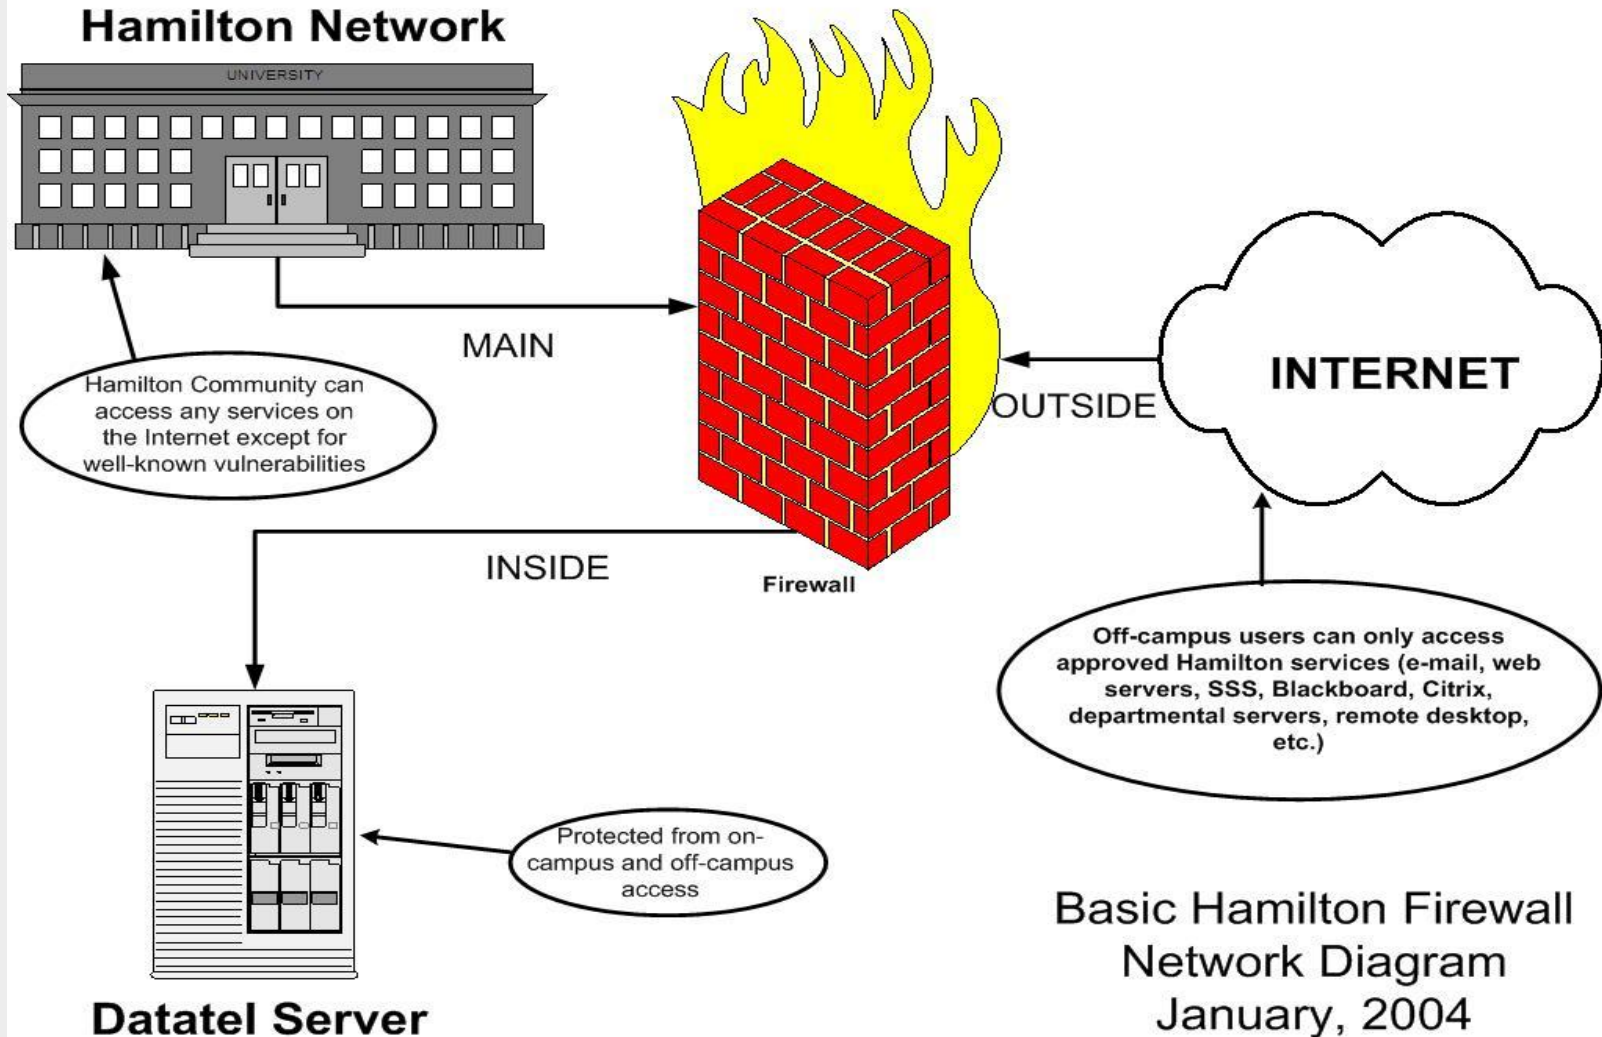 Hamilton Network
UNIVERSITY
MAIN
Hamilton Community can
access any services on
the Internet except for
well-known vulnerabilities
INTERNET
OUTSIDE
INSIDE
Firewall
Off-campus users can only access
approved Hamilton services (e-mail, web
servers, SSS, Blackboard, Citrix,
departmental servers, remote desktop,
etc.)
Protected from on-
campus and off-campus
access
Datatel Server
Basic Hamilton Firewall
Network Diagram
January, 2004